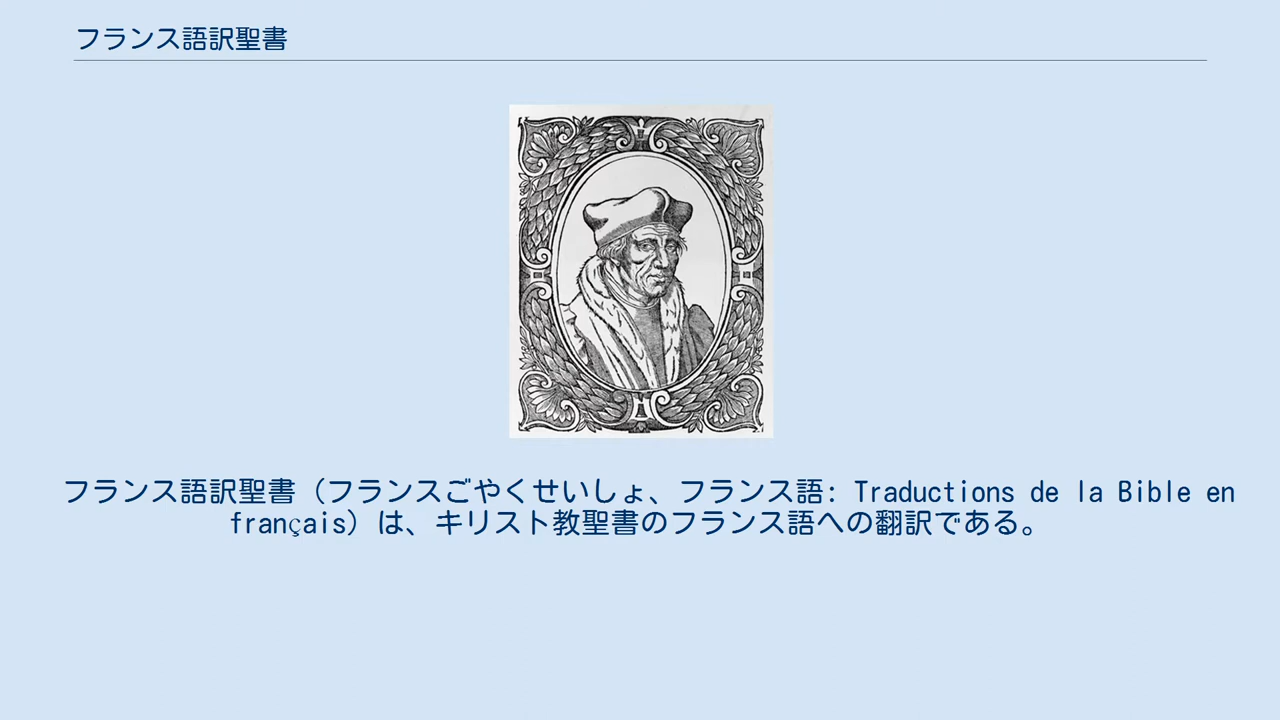 フランス語訳聖書
フランス語訳聖書（フランスごやくせいしょ、フランス語: Traductions de la Bible en
français）は、キリスト教聖書のフランス語への翻訳である。